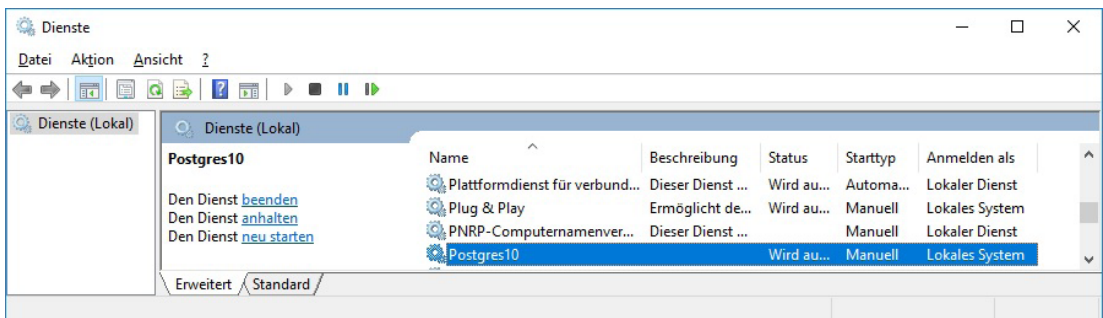 Dienste
Datei Aktion Ansicht ?
Dienste (Lokal)
Dienste (Lokal)
Postgres10
Den Dienst beenden
Den Dienst anhalten
Den Dienst neu starten
Name Beschreibung Status Starttyp Anmelden als
Plattformdienst für verbund... Dieser Dienst ... Wird au... Automa... Lokaler Dienst
Plug & Play Ermöglicht de... Wird au... Manuell Lokales System
PNRP-Computernamenver... Dieser Dienst ... Manuell Lokaler Dienst
Postgres10 Wird au... Manuell Lokales System
Erweitert Standard